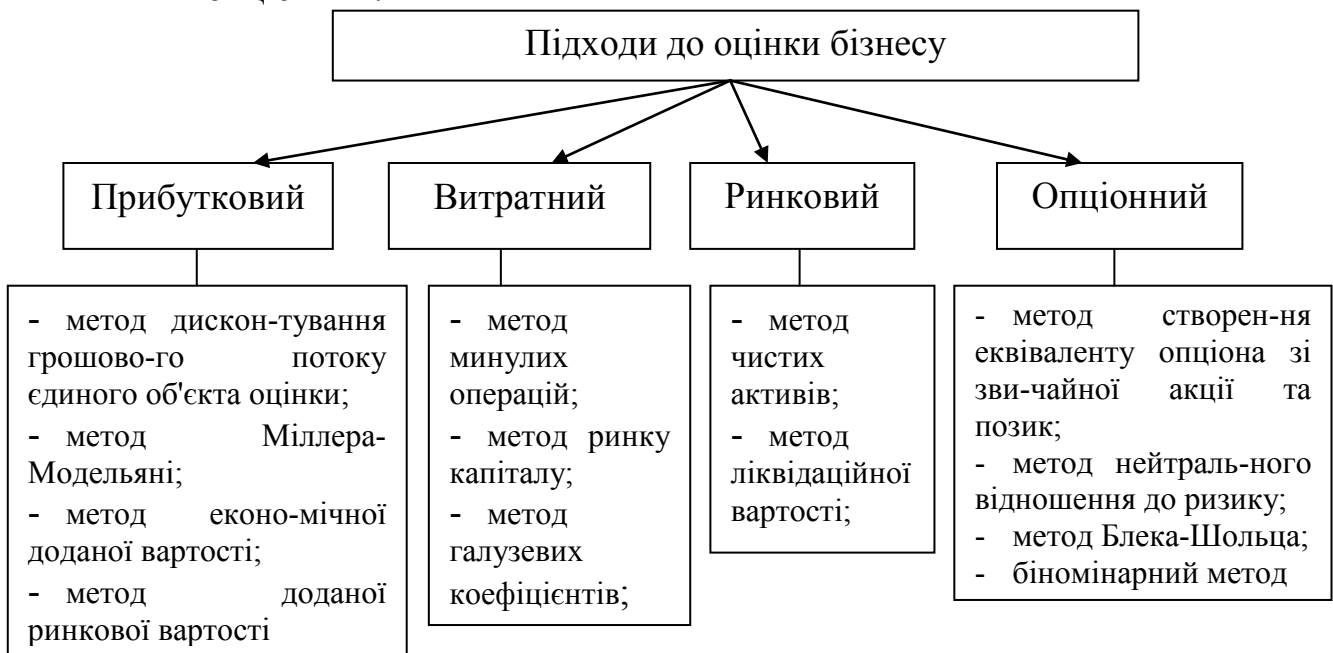 Підходи до оцінки бізнесу
Прибутковий
Витратний
Ринковий
Опціонний
- метод дискон-тування
грошово-го потоку
єдиного об'єкта оцінки;
- метод Міллера-
Модельяні;
- метод еконо-мічної
доданої вартості;
- метод доданої
ринкової вартості
- метод
минулих
операцій;
- метод ринку
капіталу;
- метод
галузевих
коефіцієнтів;
- метод
чистих
активів;
- метод
ліквідаційної
вартості;
- метод створен-ня
еквіваленту опціона зі
зви-чайної акції та
позик;
- метод нейтраль-ного
відношення до ризику;
- метод Блека-Шольца;
- біномінарний метод